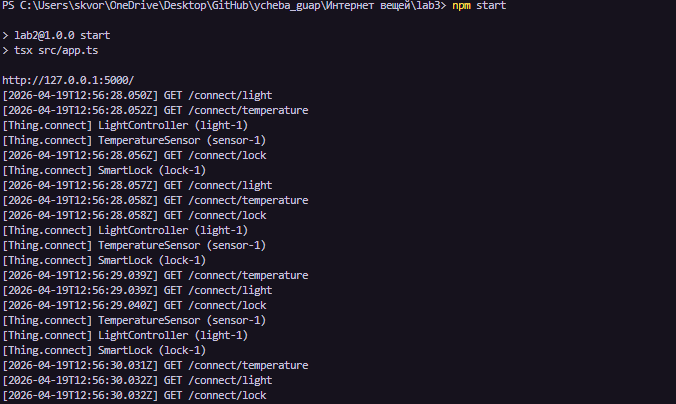 PS C:\Users\skvor\OneDrive\Desktop\GitHub\ycheba_guap\Интернет вещей\lab3> npm start
> lab2@1.0.0 start
> tsx src/app.ts
http://127.0.0.1:5000/
[2026-04-19T12:56:28.050Z] GET /connect/light
[2026-04-19T12:56:28.052Z] GET /connect/temperature
[Thing.connect] LightController (light-1)
[Thing.connect] TemperatureSensor (sensor-1)
[2026-04-19T12:56:28.056Z] GET /connect/lock
[Thing.connect] SmartLock (lock-1)
[2026-04-19T12:56:28.057Z] GET /connect/light
[2026-04-19T12:56:28.058Z] GET /connect/temperature
[2026-04-19T12:56:28.058Z] GET /connect/lock
[Thing.connect] LightController (light-1)
[Thing.connect] TemperatureSensor (sensor-1)
[Thing.connect] SmartLock (lock-1)
[2026-04-19T12:56:29.039Z] GET /connect/temperature
[2026-04-19T12:56:29.039Z] GET /connect/light
[2026-04-19T12:56:29.040Z] GET /connect/lock
[Thing.connect] TemperatureSensor (sensor-1)
[Thing.connect] LightController (light-1)
[Thing.connect] SmartLock (lock-1)
[2026-04-19T12:56:30.031Z] GET /connect/temperature
[2026-04-19T12:56:30.032Z] GET /connect/light
[2026-04-19T12:56:30.032Z] GET /connect/lock